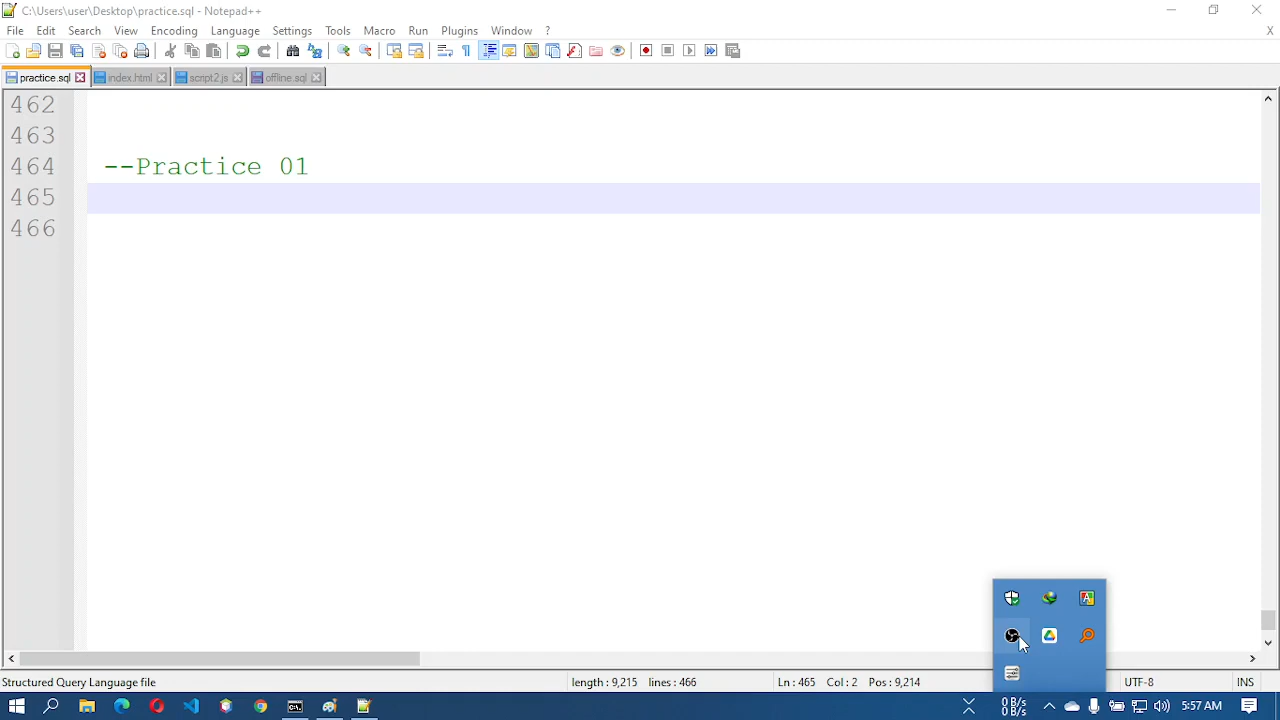 C:\Users\user\Desktop\practice.sql - Notepad++
File Edit Search View Encoding Language Settings Tools Macro Run Plugins Window ? X
practice.sql index.html script2.js offline.sql
462
463
464 --Practice 01
465
466
Structured Query Language file length : 9,215 lines : 466 Ln : 465 Col : 2 Pos : 9,214 UTF-8 INS
0 B/s
0 B/s
5:57 AM